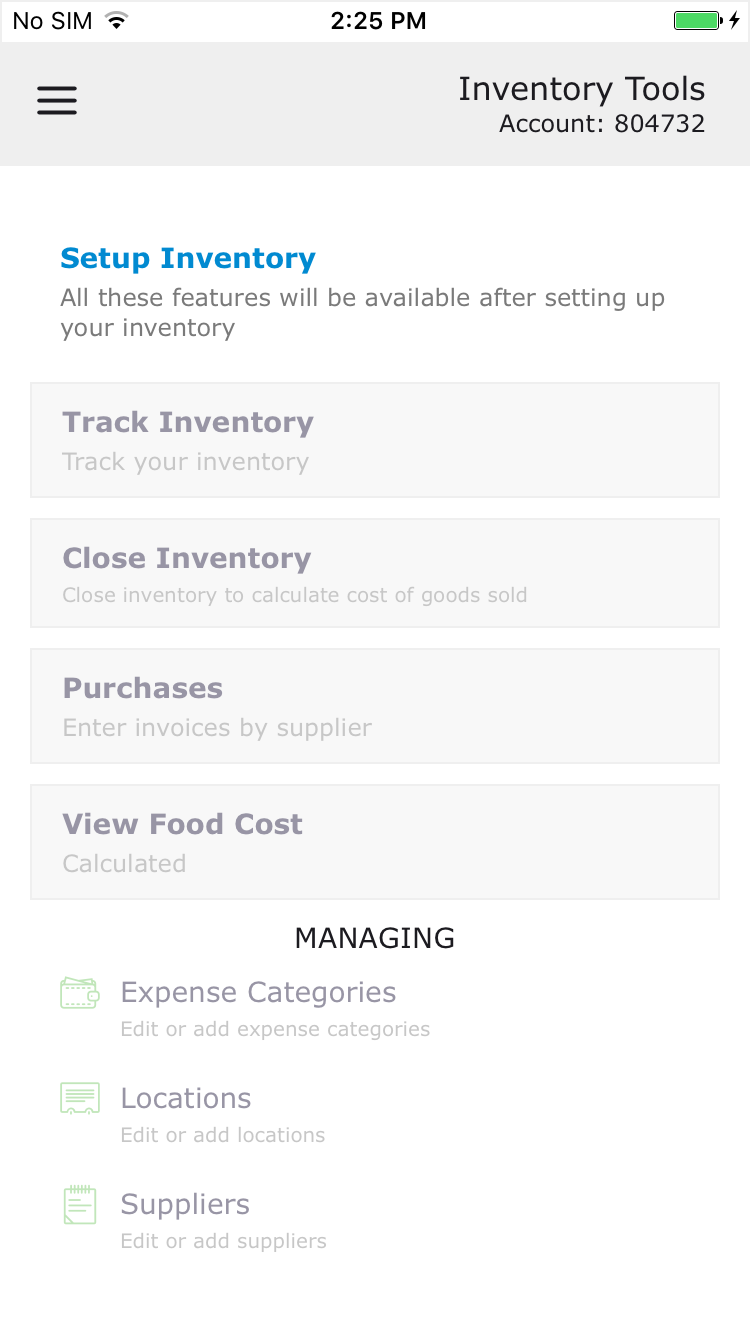 No SIM 2:25 PM
Inventory Tools
Account: 804732
Setup Inventory
All these features will be available after setting up
your inventory
Track Inventory
Track your inventory
Close Inventory
Close inventory to calculate cost of goods sold
Purchases
Enter invoices by supplier
View Food Cost
Calculated
MANAGING
Expense Categories
Edit or add expense categories
Locations
Edit or add locations
Suppliers
Edit or add suppliers